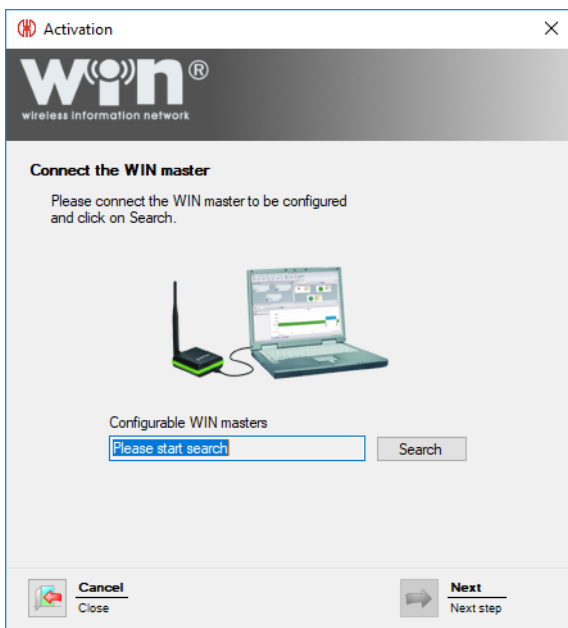 Activation
WIN®
wireless information network
Connect the WIN master
Please connect the WIN master to be configured
and click on Search.
Configurable WIN masters
Please start search
Search
Cancel
Close
Next
Next step